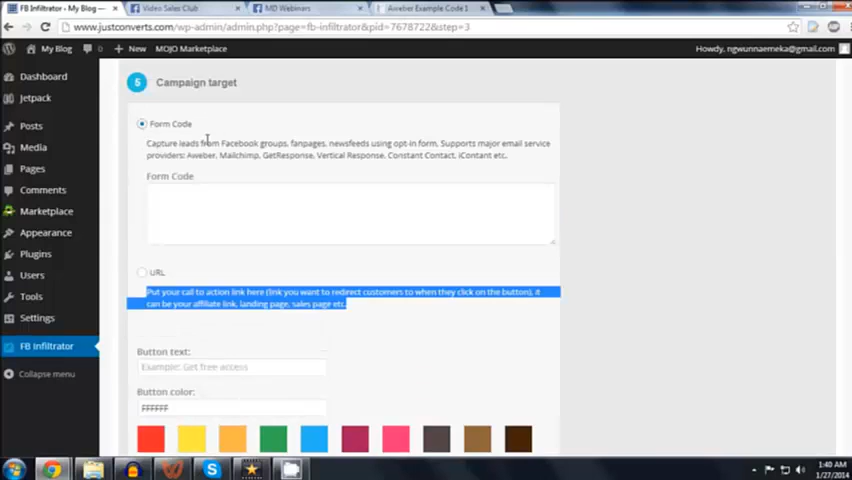 FB Infiltrator ‹ My Blog —
Video Sales Club
MD Webinars
Aweber Example Code 1
www.justconverts.com/wp-admin/admin.php?page=fb-infiltrator&pid=7678722&step=3
My Blog
New
MOJO Marketplace
Howdy, ngwunnaemeka@gmail.com
Dashboard
Jetpack
Posts
Media
Pages
Comments
Marketplace
Appearance
Plugins
Users
Tools
Settings
FB Infiltrator
Collapse menu
5 Campaign target
Form Code
Capture leads from Facebook groups, fanpages, newsfeeds using opt-in form. Supports major email service
providers: Aweber, Mailchimp, GetResponse, Vertical Response, Constant Contact, iContant etc.
Form Code
URL
Put your call to action link here (link you want to redirect customers to when they click on the button), it
can be your affiliate link, landing page, sales page etc.
Button text:
Example: Get free access
Button color:
FFFFFF
1:40 AM
1/27/2014